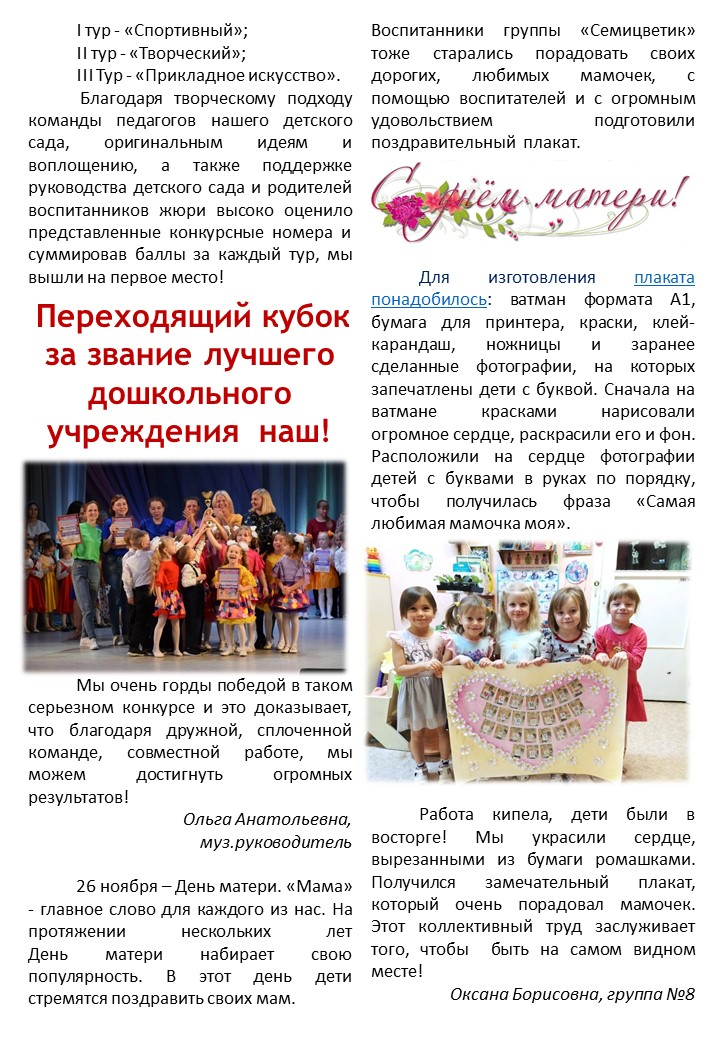 I тур - «Спортивный»;
II тур - «Творческий»;
III Тур - «Прикладное искусство».
Благодаря творческому подходу
команды педагогов нашего детского
сада, оригинальным идеям и
воплощению, а также поддержке
руководства детского сада и родителей
воспитанников жюри высоко оценило
представленные конкурсные номера и
суммировав баллы за каждый тур, мы
вышли на первое место!
Переходящий кубок
за звание лучшего
дошкольного
учреждения наш!
Мы очень горды победой в таком
серьезном конкурсе и это доказывает,
что благодаря дружной, сплоченной
команде, совместной работе, мы
можем достигнуть огромных
результатов!
Ольга Анатольевна,
муз.руководитель
26 ноября – День матери. «Мама»
- главное слово для каждого из нас. На
протяжении нескольких лет
День матери набирает свою
популярность. В этот день дети
стремятся поздравить своих мам.
Воспитанники группы «Семицветик»
тоже старались порадовать своих
дорогих, любимых мамочек, с
помощью воспитателей и с огромным
удовольствием подготовили
поздравительный плакат.
С днём матери!
Для изготовления плаката
понадобилось: ватман формата А1,
бумага для принтера, краски, клей-
карандаш, ножницы и заранее
сделанные фотографии, на которых
запечатлены дети с буквой. Сначала на
ватмане красками нарисовали
огромное сердце, раскрасили его и фон.
Расположили на сердце фотографии
детей с буквами в руках по порядку,
чтобы получилась фраза «Самая
любимая мамочка моя».
Работа кипела, дети были в
восторге! Мы украсили сердце,
вырезанными из бумаги ромашками.
Получился замечательный плакат,
который очень порадовал мамочек.
Этот коллективный труд заслуживает
того, чтобы быть на самом видном
месте!
Оксана Борисовна, группа №8